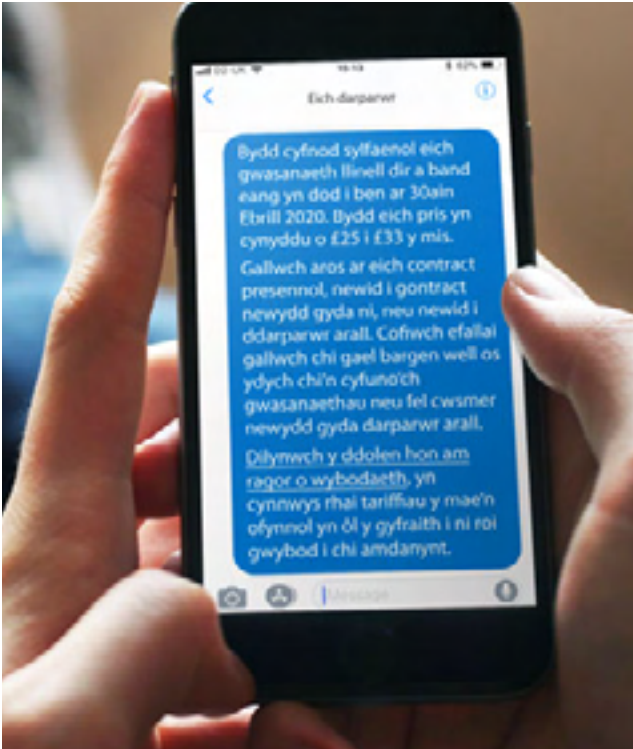 16:13
62%
Eich darparwr
Bydd cyfnod sylfaenol eich
gwasanaeth llinell dir a band
eang yn dod i ben ar 30ain
Ebrill 2020. Bydd eich pris yn
cynyddu o £25 i £33 y mis.
Gallwch aros ar eich contract
presennol, newid i gontract
newydd gyda ni, neu newid i
ddarparwr arall. Cofiwch efallai
gallwch chi gael bargen well os
ydych chi'n cyfuno'ch
gwasanaethau neu fel cwsmer
newydd gyda darparwr arall.
Dilynwch y ddolen hon am
ragor o wybodaeth, yn
cynnwys rhai tariffiau y mae'n
ofynnol yn ôl y gyfraith i ni roi
gwybod i chi amdanynt.
Message